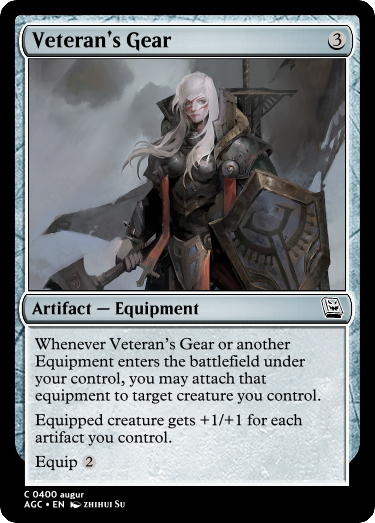 Veteran's Gear 3
Artifact — Equipment
Whenever Veteran's Gear or another
Equipment enters the battlefield under
your control, you may attach that
equipment to target creature you control.
Equipped creature gets +1/+1 for each
artifact you control.
Equip 2
C 0400 augur
AGC • EN ZHIHUI SU